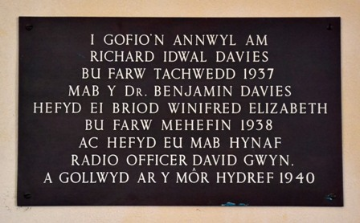 I GOFIO'N ANNWYL AM
RICHARD IDWAL DAVIES
BU FARW TACHWEDD 1937
MAB Y DR. BENJAMIN DAVIES
HEFYD EI BRIOD WINIFRED ELIZABETH
BU FARW MEHEFIN 1938
AC HEFYD EU MAB HYNAF
RADIO OFFICER DAVID GWYN.
A GOLLWYD AR Y MÔR HYDREF 1940